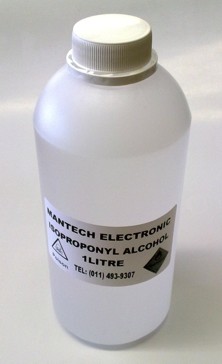 MANTECH ELECTRONIC
ISOPROPONYL ALCOHOL
1LITRE
TEL: (011) 493-9307